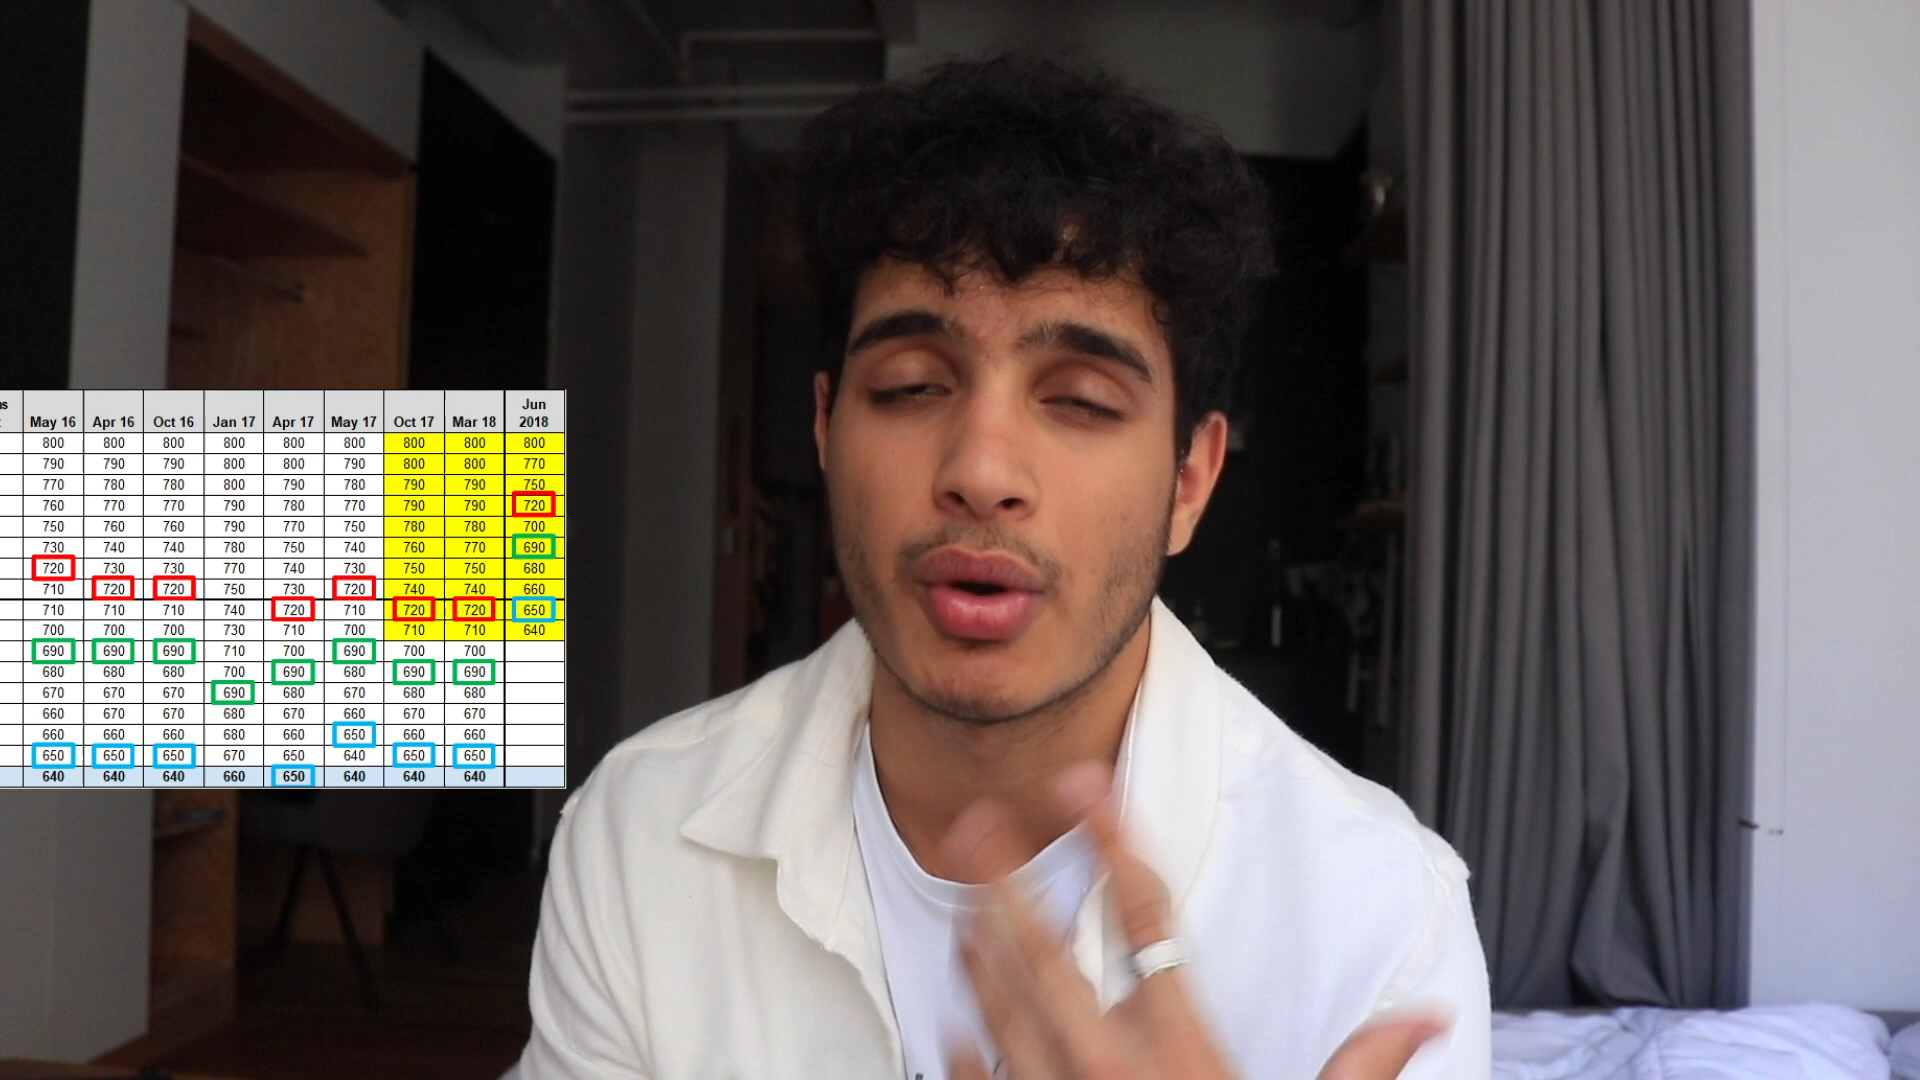 Jun
May 16 Apr 16 Oct 16 Jan 17 Apr 17 May 17 Oct 17 Mar 18 2018
800 800 800 800 800 800 800 800 800
790 790 790 800 800 790 800 800 770
770 780 780 800 790 780 790 790 750
760 770 770 790 780 770 790 790 720
750 760 760 790 770 750 780 780 700
730 740 740 780 750 740 760 770 690
720 730 730 770 740 730 750 750 680
710 720 720 750 730 720 740 740 660
710 710 710 740 720 710 720 720 650
700 700 700 730 710 700 710 710 640
690 690 690 710 700 690 700 700
680 680 680 700 690 680 690 690
670 670 670 690 680 670 680 680
660 670 670 680 670 660 670 670
660 660 660 680 660 650 660 660
650 650 650 670 650 640 650 650
640 640 640 660 650 640 640 640